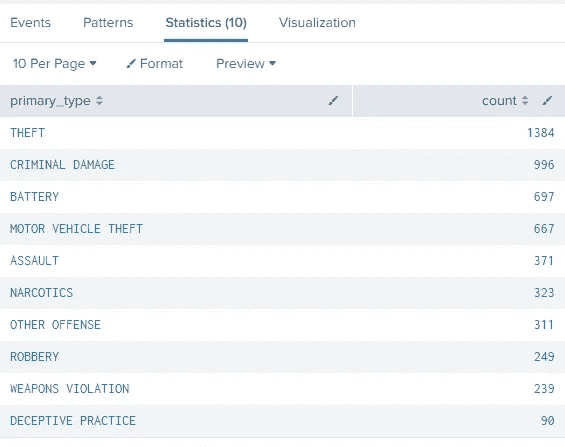 Events Patterns Statistics (10) Visualization
10 Per Page Format Preview
primary_type count
THEFT 1384
CRIMINAL DAMAGE 996
BATTERY 697
MOTOR VEHICLE THEFT 667
ASSAULT 371
NARCOTICS 323
OTHER OFFENSE 311
ROBBERY 249
WEAPONS VIOLATION 239
DECEPTIVE PRACTICE 90